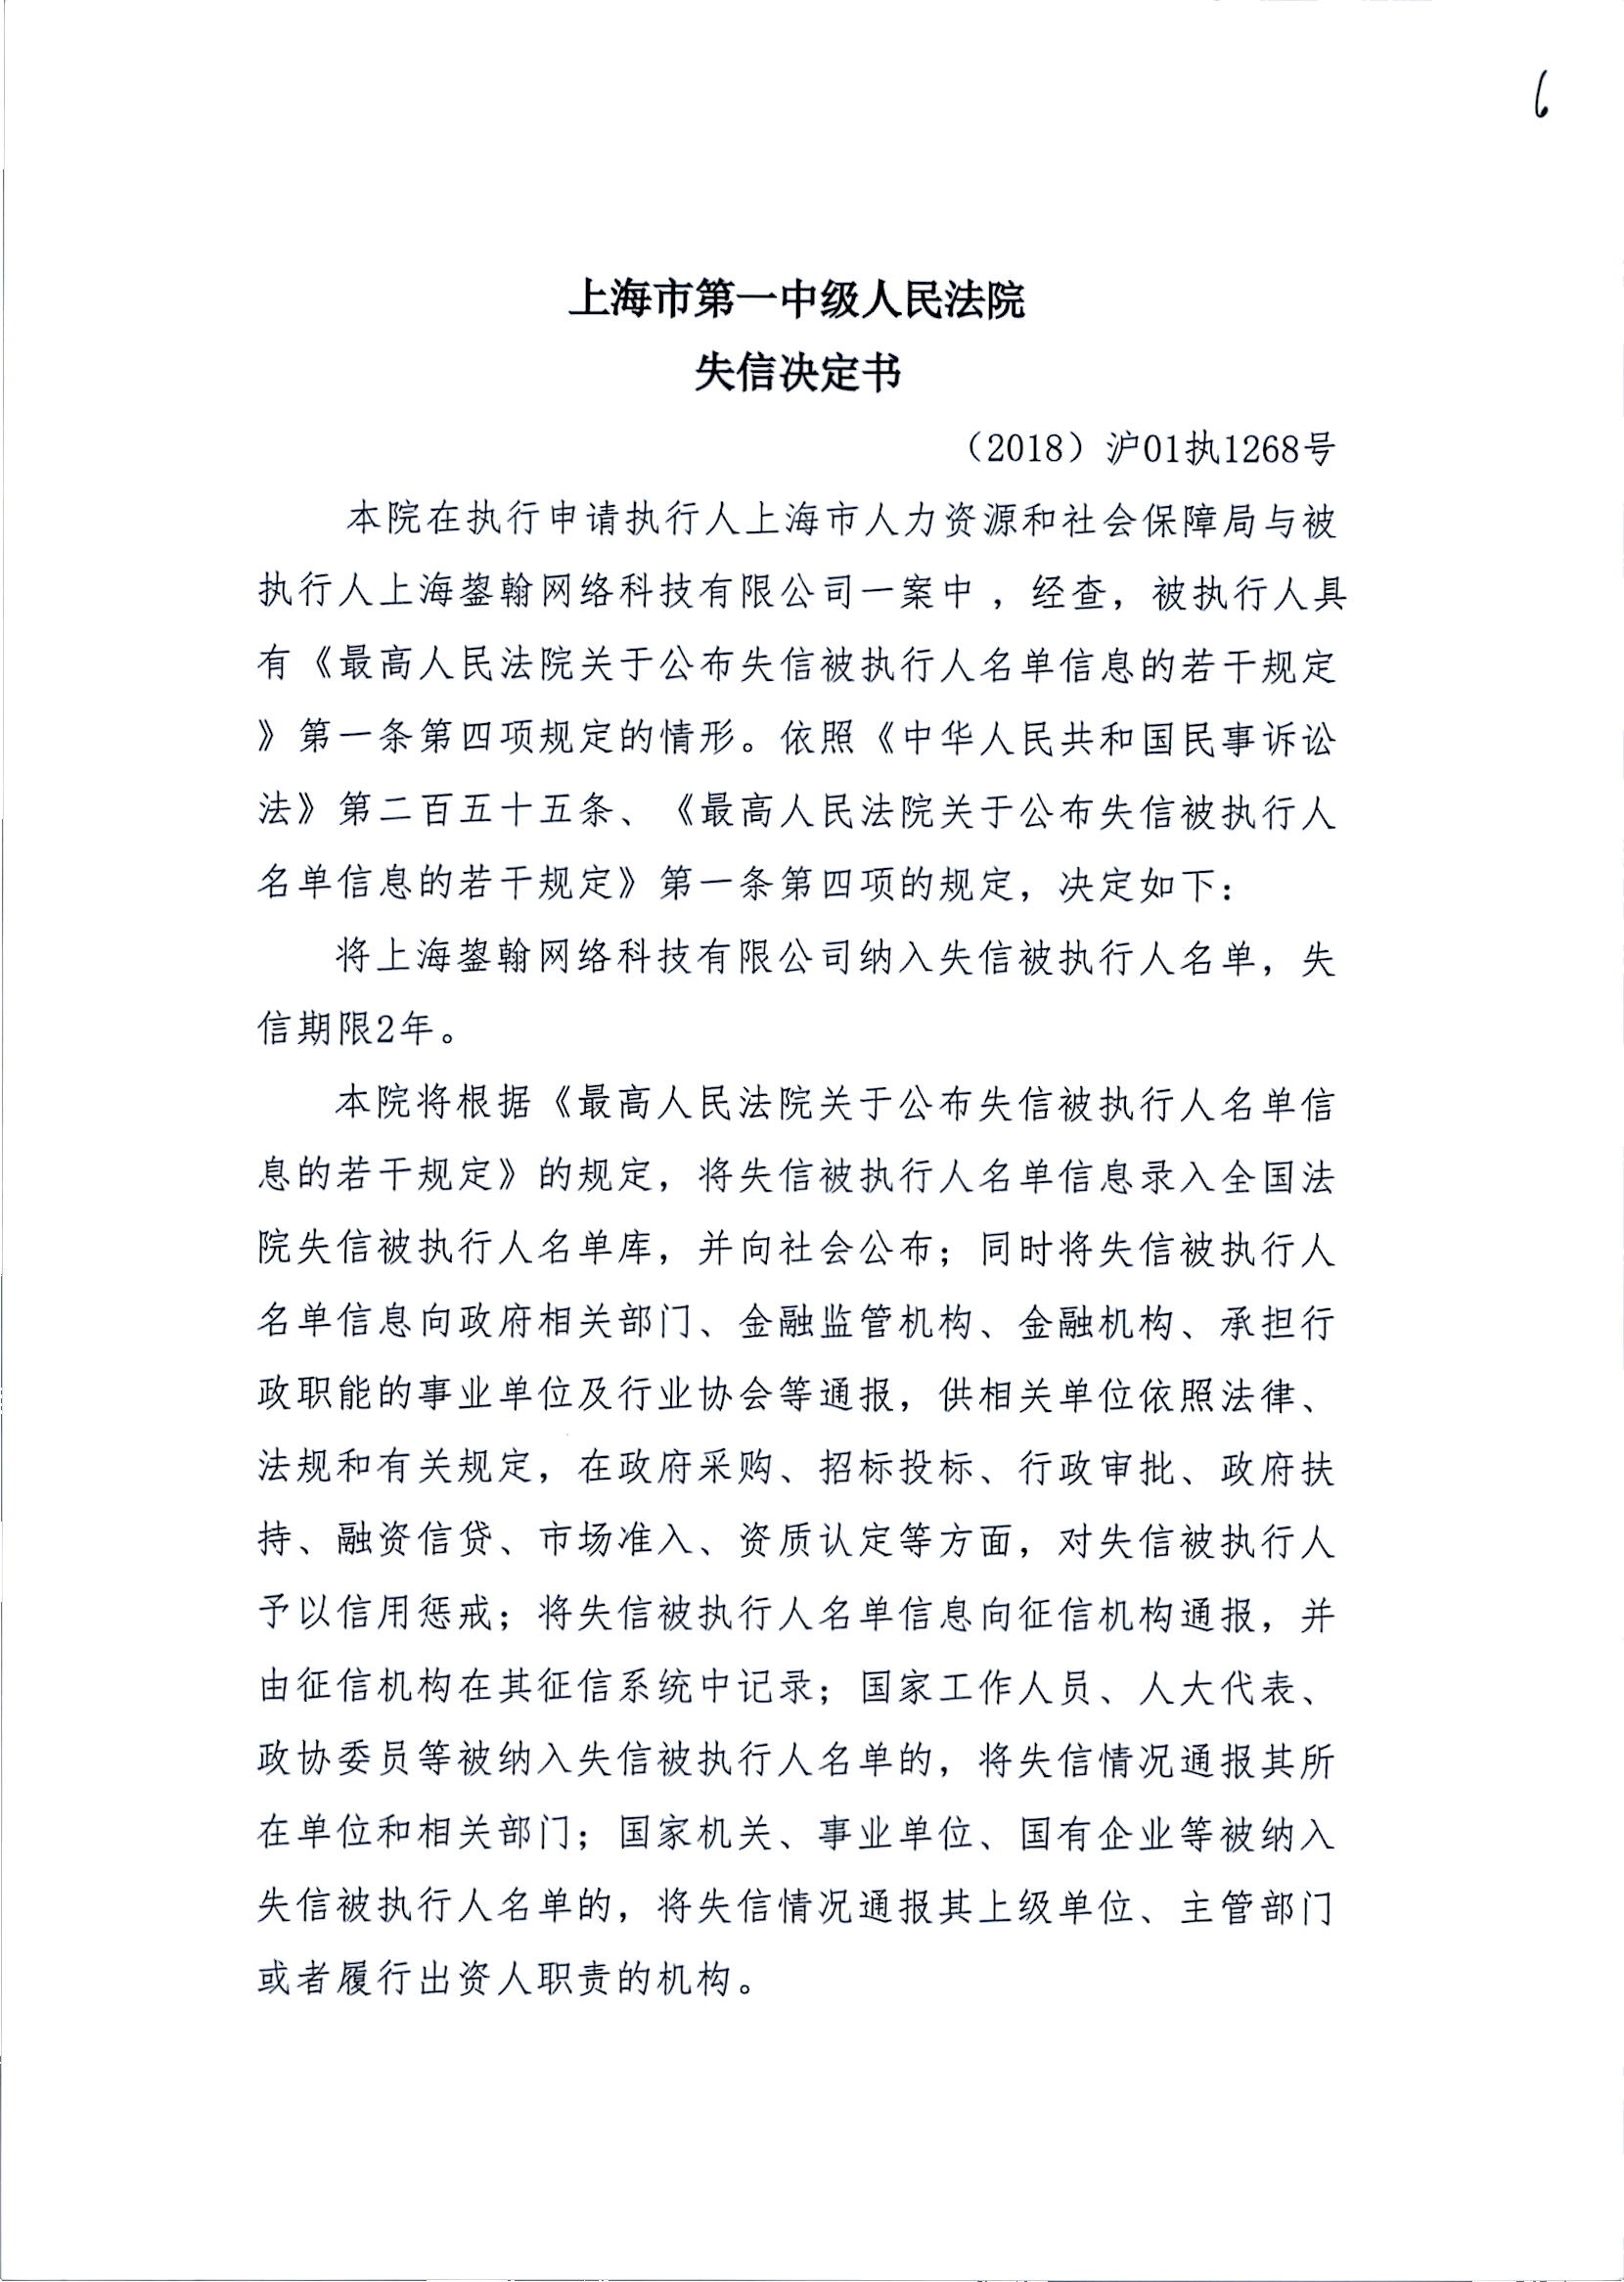 6
上海市第一中级人民法院
失信决定书
（2018）沪01执1268号
本院在执行申请执行人上海市人力资源和社会保障局与被
执行人上海鋆翰网络科技有限公司一案中，经查，被执行人具
有《最高人民法院关于公布失信被执行人名单信息的若干规定
》第一条第四项规定的情形。依照《中华人民共和国民事诉讼
法》第二百五十五条、《最高人民法院关于公布失信被执行人
名单信息的若干规定》第一条第四项的规定，决定如下：
将上海鋆翰网络科技有限公司纳入失信被执行人名单，失
信期限2年。
本院将根据《最高人民法院关于公布失信被执行人名单信
息的若干规定》的规定，将失信被执行人名单信息录入全国法
院失信被执行人名单库，并向社会公布；同时将失信被执行人
名单信息向政府相关部门、金融监管机构、金融机构、承担行
政职能的事业单位及行业协会等通报，供相关单位依照法律、
法规和有关规定，在政府采购、招标投标、行政审批、政府扶
持、融资信贷、市场准入、资质认定等方面，对失信被执行人
予以信用惩戒；将失信被执行人名单信息向征信机构通报，并
由征信机构在其征信系统中记录；国家工作人员、人大代表、
政协委员等被纳入失信被执行人名单的，将失信情况通报其所
在单位和相关部门；国家机关、事业单位、国有企业等被纳入
失信被执行人名单的，将失信情况通报其上级单位、主管部门
或者履行出资人职责的机构。